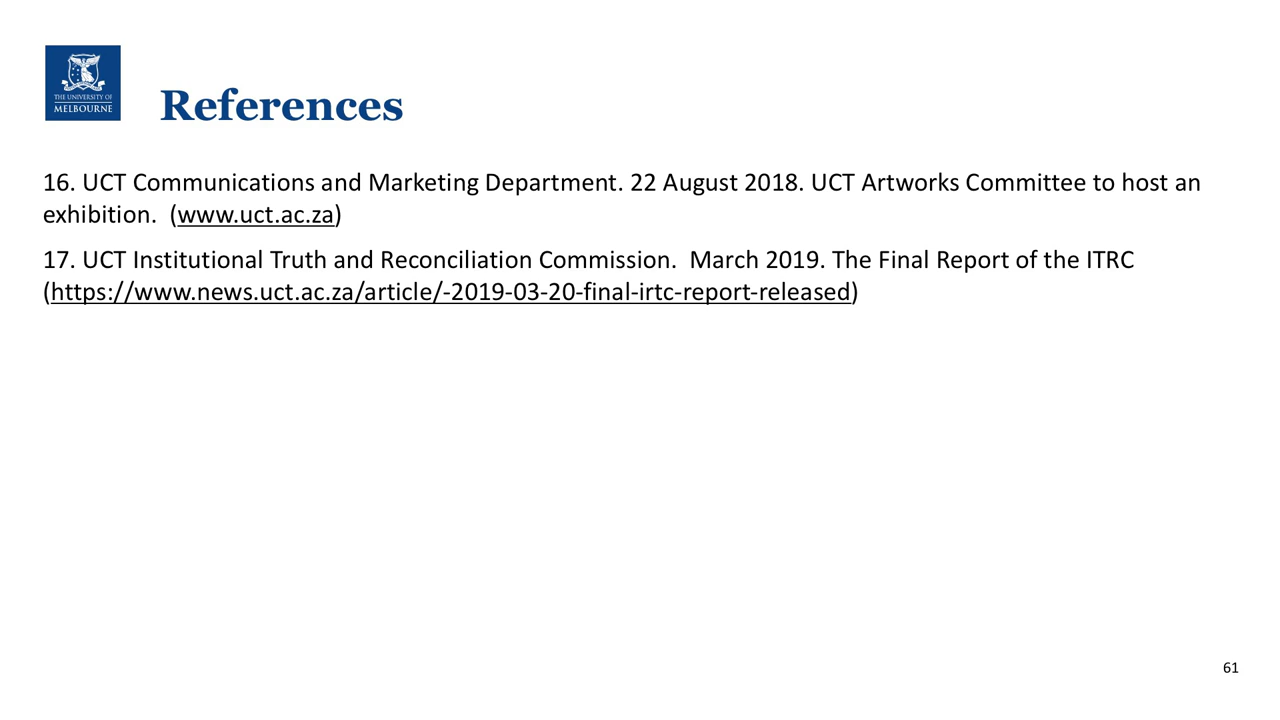 THE UNIVERSITY OF
MELBOURNE
References
16. UCT Communications and Marketing Department. 22 August 2018. UCT Artworks Committee to host an
exhibition.  (www.uct.ac.za)
17. UCT Institutional Truth and Reconciliation Commission.  March 2019. The Final Report of the ITRC
(https://www.news.uct.ac.za/article/-2019-03-20-final-irtc-report-released)
61